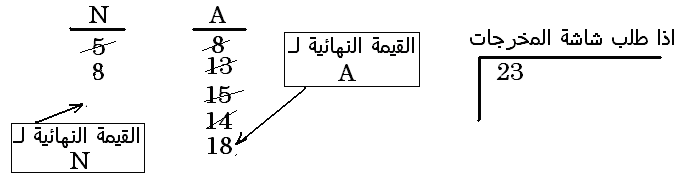 N
5
8
القيمة النهائية لـ
N
A
8
13
15
14
18
القيمة النهائية لـ
A
اذا طلب شاشة المخرجات
23